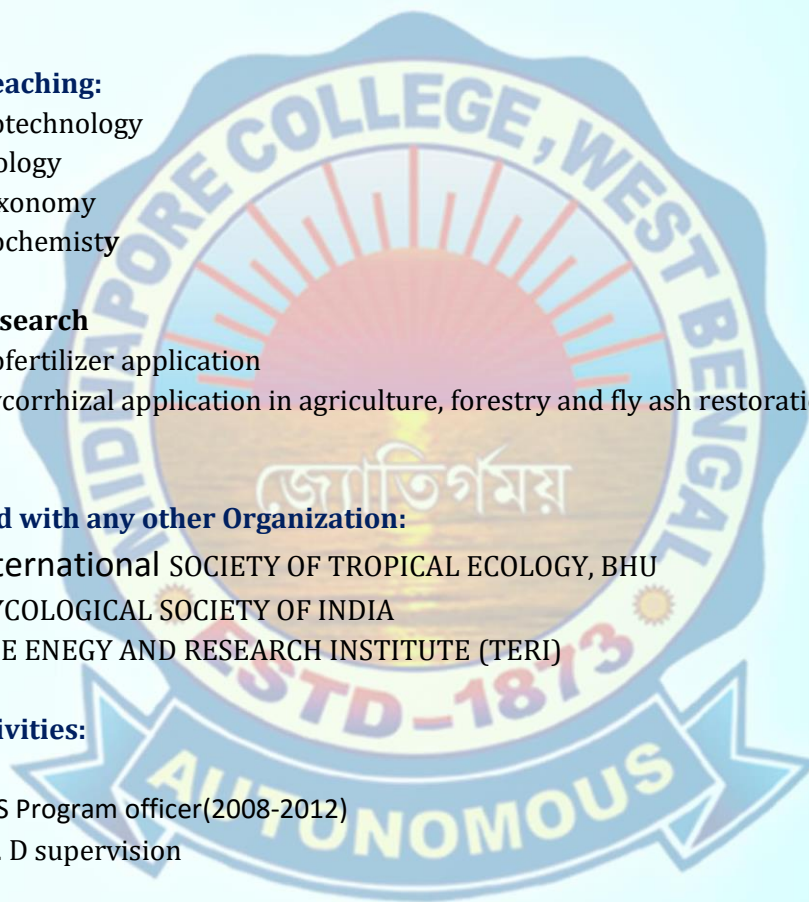 eaching:
otechnology
ology
xonomy
ochemisty
search
ofertilizer application
ycorrhizal application in agriculture, forestry and fly ash restorati
d with any other Organization:
ternational SOCIETY OF TROPICAL ECOLOGY, BHU
YCOLOGICAL SOCIETY OF INDIA
E ENEGY AND RESEARCH INSTITUTE (TERI)
ivities:
S Program officer(2008-2012)
. D supervision
MIDNAPORE COLLEGE, WEST BENGAL
জ্যোতির্গময়
ESTD-1873
AUTONOMOUS